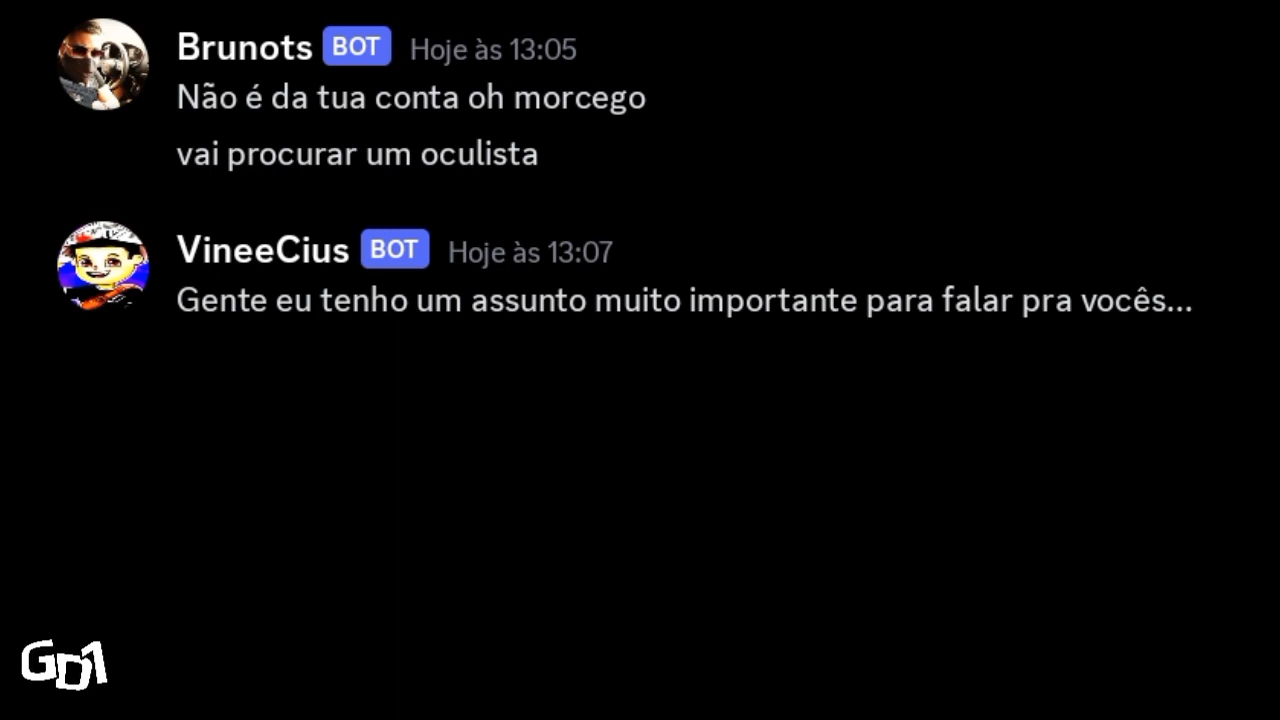 Brunots BOT Hoje às 13:05
Não é da tua conta oh morcego
vai procurar um oculista
VineeCius BOT Hoje às 13:07
Gente eu tenho um assunto muito importante para falar pra vocês...
GD1